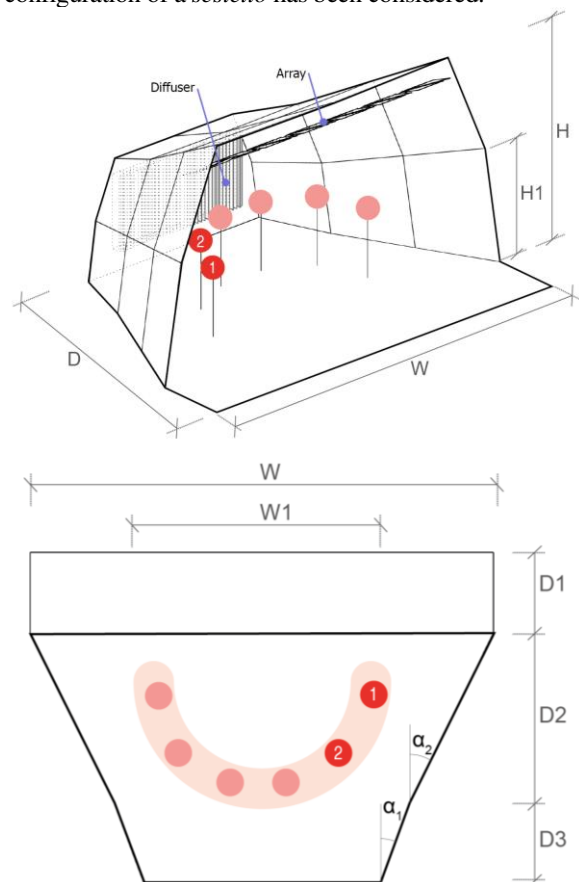 configuration of a sestetto has been considered.
Diffuser
Array
H
H1
2
1
D
W
W
W1
D1
1
α2
2
D2
α1
D3